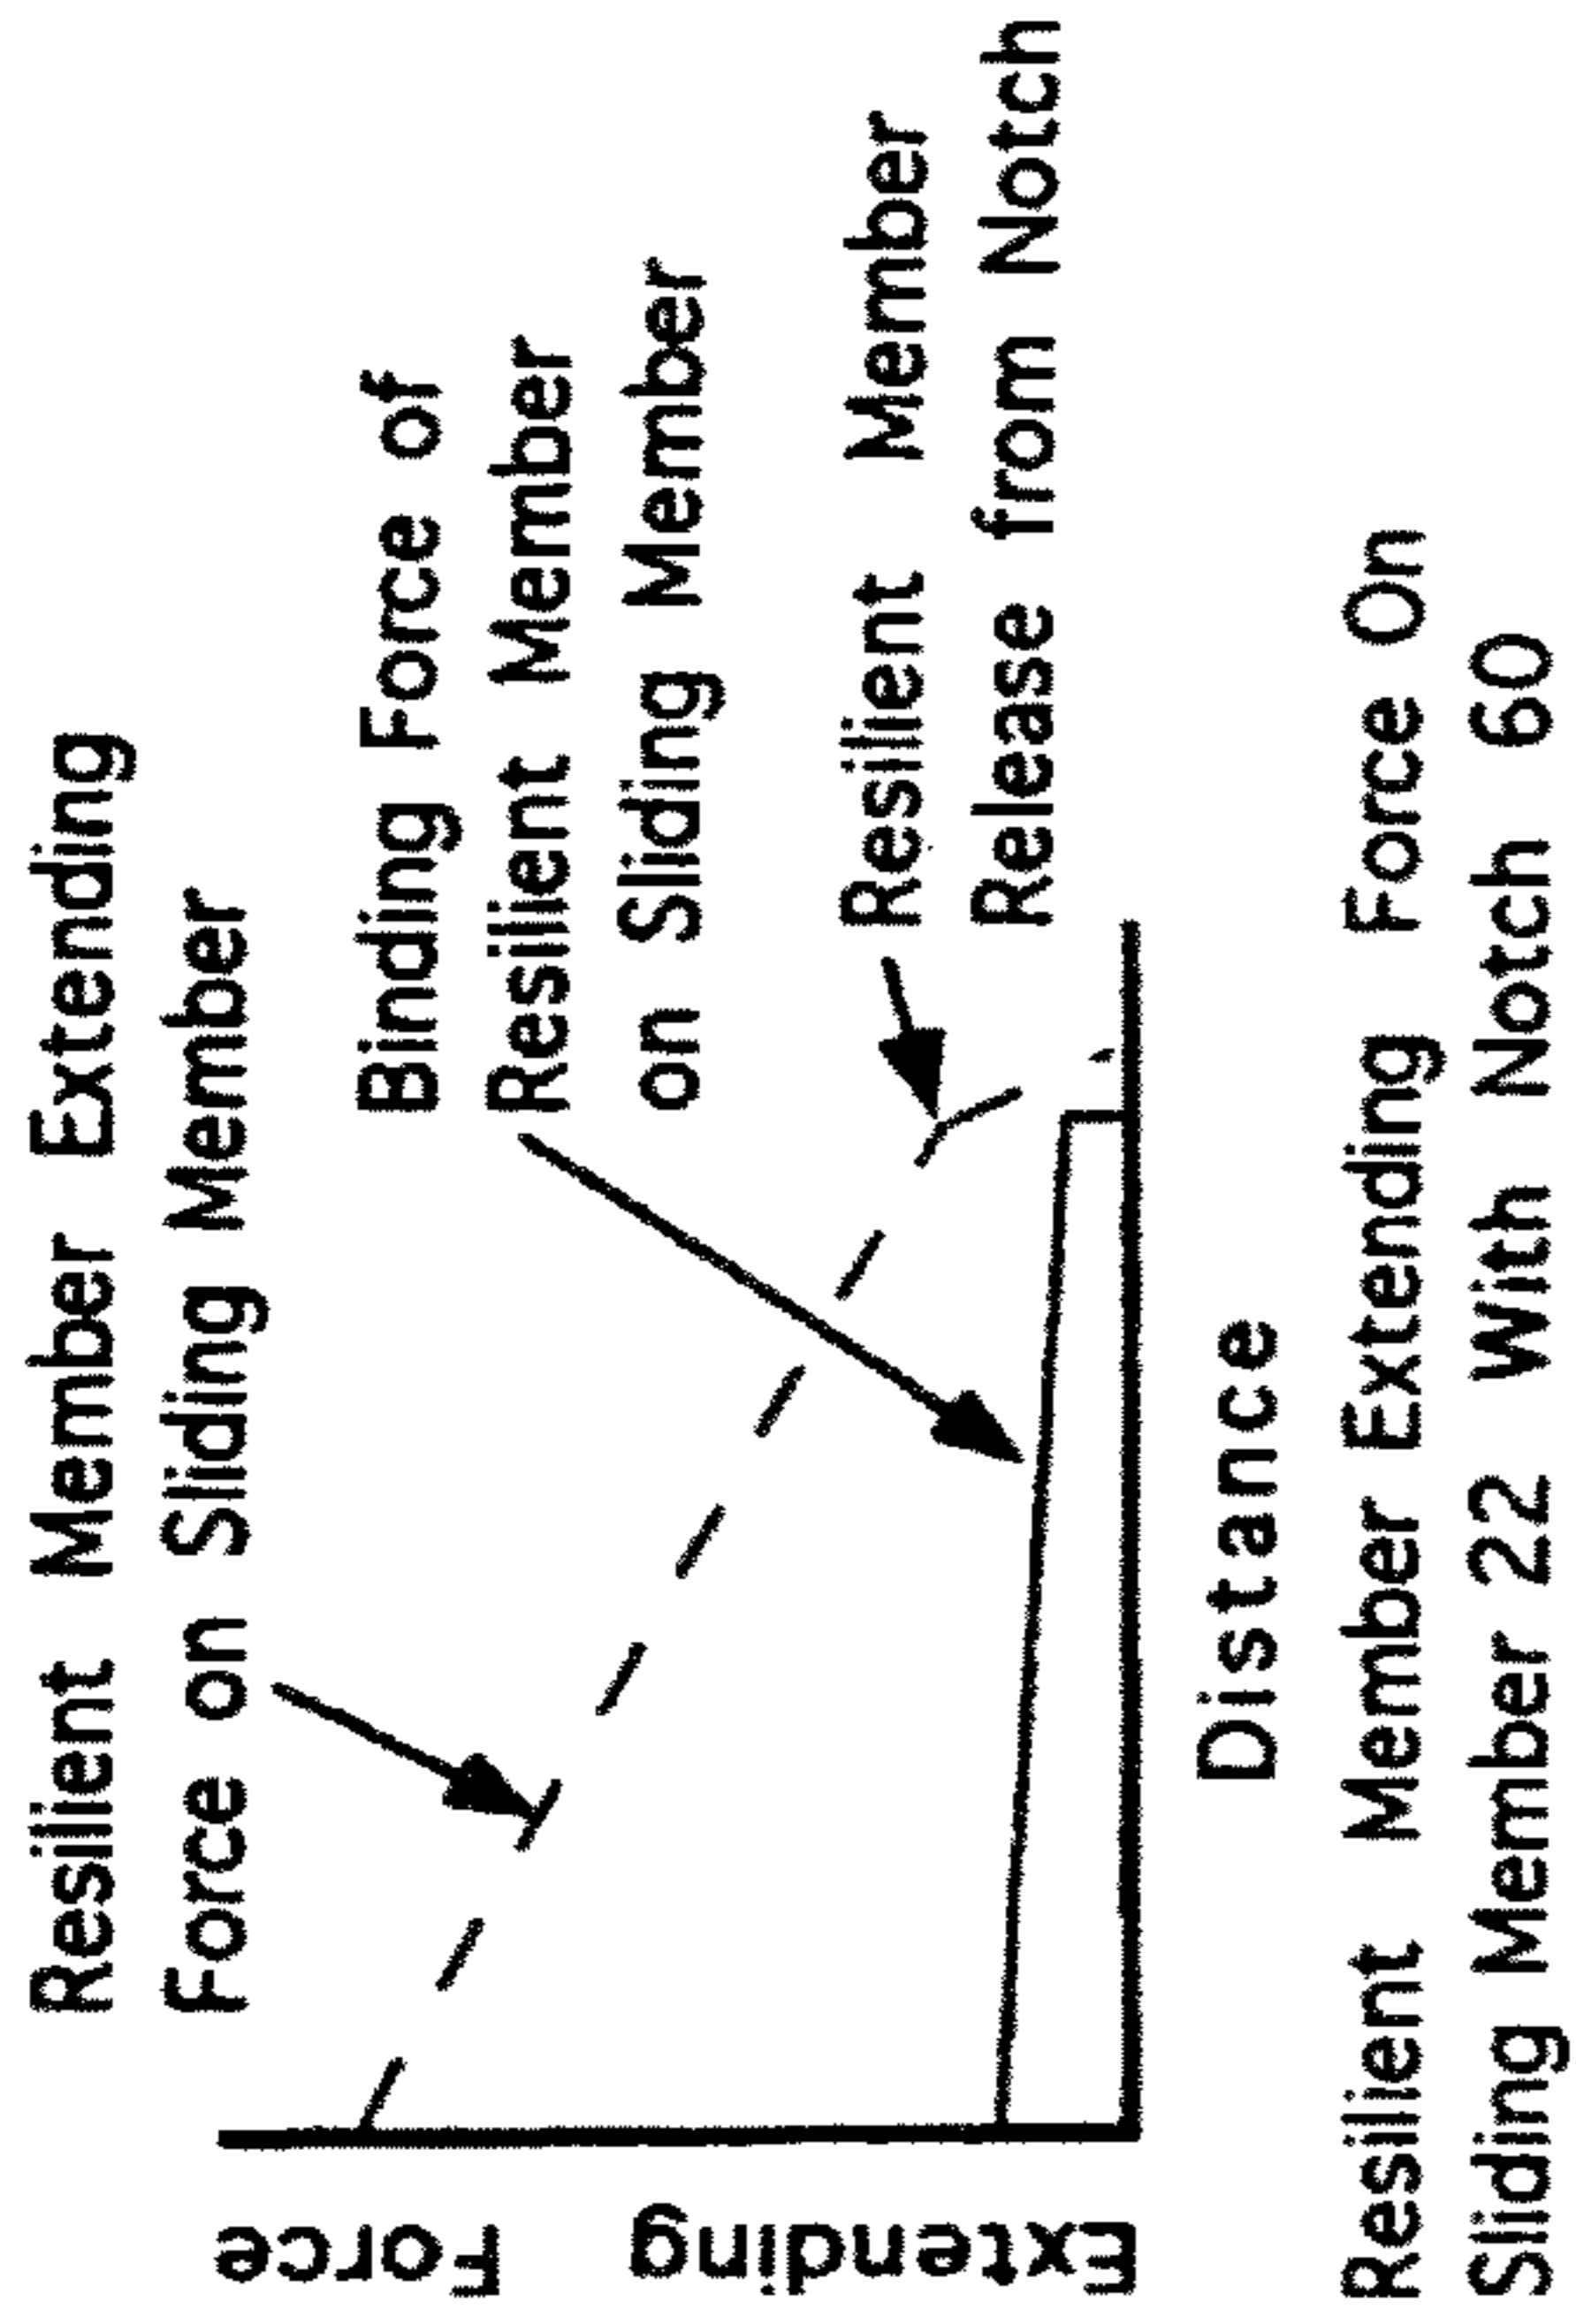 Resilient Member Extending
Force on Sliding Member
Binding Force of
Resilient Member
on Sliding Member
Resilient Member
Release from Notch
Extending Force
Distance
Resilient Member Extending Force On
Sliding Member 22 With Notch 60